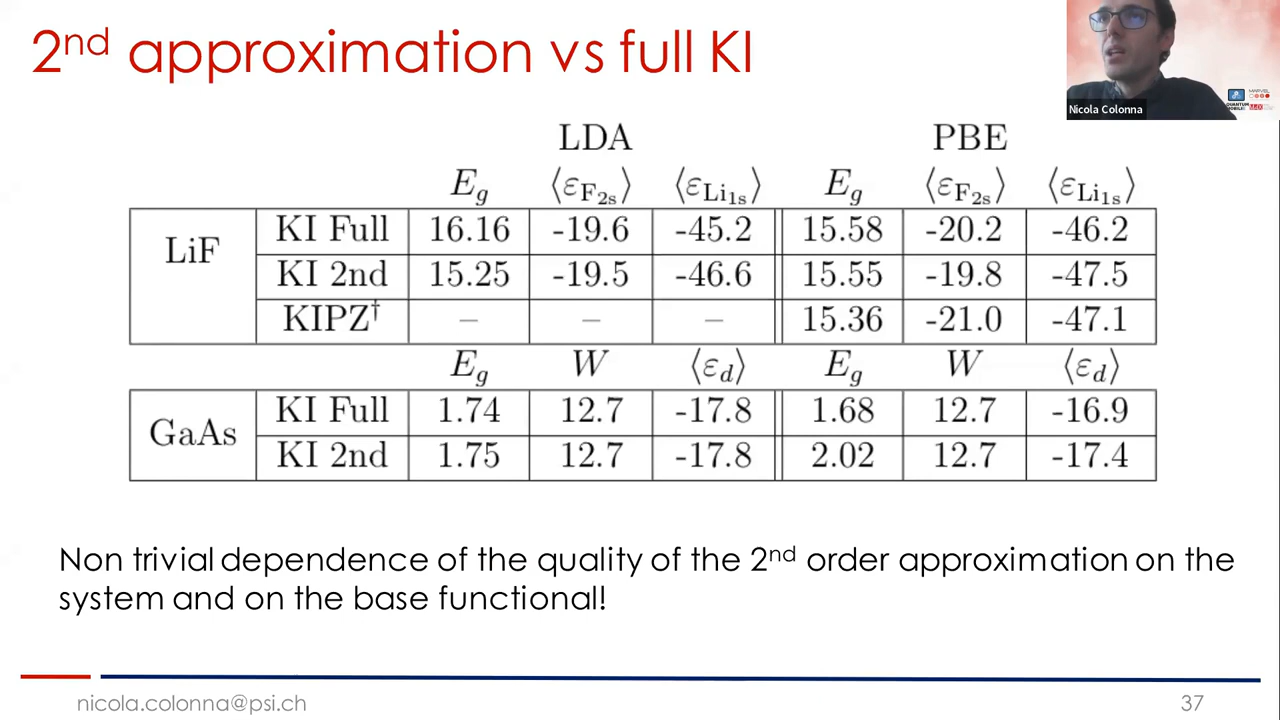 2nd approximation vs full KI
Nicola Colonna
LDA PBE
E_g ⟨ε_F2s⟩ ⟨ε_Li1s⟩ E_g ⟨ε_F2s⟩ ⟨ε_Li1s⟩
LiF
KI Full 16.16 -19.6 -45.2 15.58 -20.2 -46.2
KI 2nd 15.25 -19.5 -46.6 15.55 -19.8 -47.5
KIPZ† – – – 15.36 -21.0 -47.1
E_g W ⟨ε_d⟩ E_g W ⟨ε_d⟩
GaAs
KI Full 1.74 12.7 -17.8 1.68 12.7 -16.9
KI 2nd 1.75 12.7 -17.8 2.02 12.7 -17.4
Non trivial dependence of the quality of the 2nd order approximation on the
system and on the base functional!
nicola.colonna@psi.ch 37